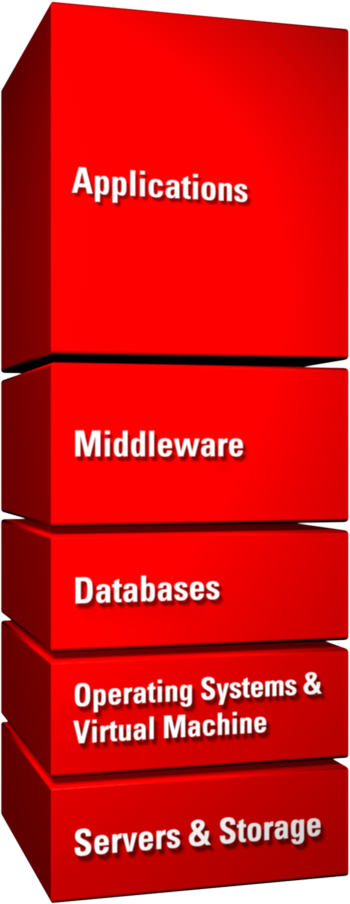 Applications
Middleware
Databases
Operating Systems &
Virtual Machine
Servers & Storage